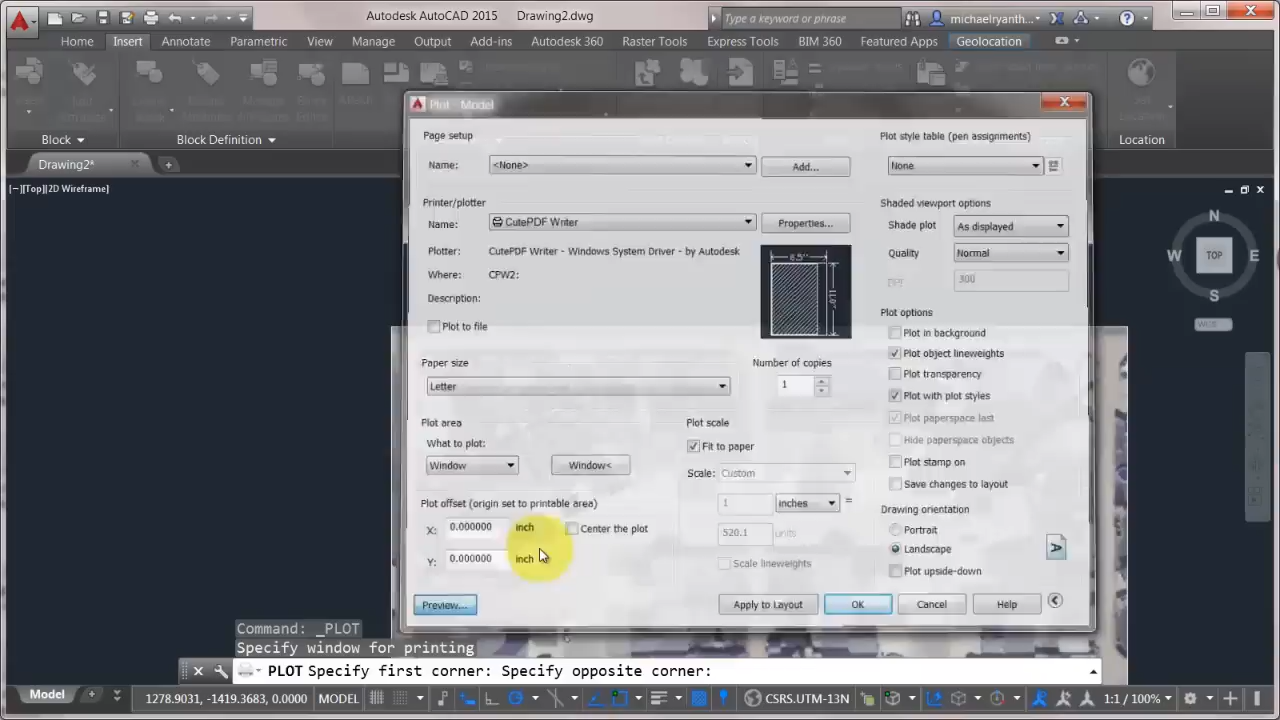 Autodesk AutoCAD 2015 Drawing2.dwg
Type a keyword or phrase
michaelryanth...
Home Insert Annotate Parametric View Manage Output Add-ins Autodesk 360 Raster Tools Express Tools BIM 360 Featured Apps Geolocation
Block Block Definition Location
Drawing2*
[−][Top][2D Wireframe]
Plot - Model
Page setup
Name: <None> Add...
Plot style table (pen assignments)
None
Printer/plotter
Name: CutePDF Writer Properties...
Plotter: CutePDF Writer - Windows System Driver - by Autodesk
Where: CPW2:
Description:
Plot to file
8.5''
11.0''
Shaded viewport options
Shade plot As displayed
Quality Normal
DPI 300
Paper size
Letter
Number of copies
1
Plot options
Plot in background
Plot object lineweights
Plot transparency
Plot with plot styles
Plot paperspace last
Hide paperspace objects
Plot stamp on
Save changes to layout
Plot area
What to plot:
Window Window<
Plot scale
Fit to paper
Scale: Custom
1 inches =
520.1 units
Scale lineweights
Plot offset (origin set to printable area)
X: 0.000000 inch Center the plot
Y: 0.000000 inch
Drawing orientation
Portrait
Landscape
A
Plot upside-down
Preview... Apply to Layout OK Cancel Help
N
W TOP E
S
Command: _PLOT
Specify window for printing
PLOT Specify first corner: Specify opposite corner:
Model 1278.9031, -1419.3683, 0.0000 MODEL CSRS.UTM-13N 1:1 / 100%